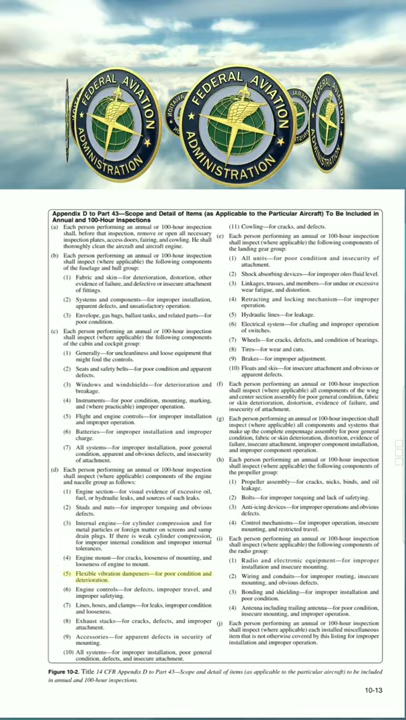 FEDERAL AVIATION
ADMINISTRATION
FEDERAL AVIATION
ADMINISTRATION
Appendix D to Part 43—Scope and Detail of Items (as Applicable to the Particular Aircraft) To Be Included in
Annual and 100-Hour Inspections
(a) Each person performing an annual or 100-hour inspection
shall, before that inspection, remove or open all necessary
inspection plates, access doors, fairing, and cowling. He shall
thoroughly clean the aircraft and aircraft engine.
(b) Each person performing an annual or 100-hour inspection
shall inspect (where applicable) the following components
of the fuselage and hull group:
(1) Fabric and skin—for deterioration, distortion, other
evidence of failure, and defective or insecure attachment
of fittings.
(2) Systems and components—for improper installation,
apparent defects, and unsatisfactory operation.
(3) Envelope, gas bags, ballast tanks, and related parts—for
poor condition.
(c) Each person performing an annual or 100-hour inspection
shall inspect (where applicable) the following components
of the cabin and cockpit group:
(1) Generally—for uncleanliness and loose equipment that
might foul the controls.
(2) Seats and safety belts—for poor condition and apparent
defects.
(3) Windows and windshields—for deterioration and
breakage.
(4) Instruments—for poor condition, mounting, marking,
and (where practicable) improper operation.
(5) Flight and engine controls—for improper installation
and improper operation.
(6) Batteries—for improper installation and improper
charge.
(7) All systems—for improper installation, poor general
condition, apparent and obvious defects, and insecurity
of attachment.
(d) Each person performing an annual or 100-hour inspection
shall inspect (where applicable) components of the engine
and nacelle group as follows:
(1) Engine section—for visual evidence of excessive oil,
fuel, or hydraulic leaks, and sources of such leaks.
(2) Studs and nuts—for improper torquing and obvious
defects.
(3) Internal engine—for cylinder compression and for
metal particles or foreign matter on screens and sump
drain plugs. If there is weak cylinder compression,
for improper internal condition and improper internal
tolerances.
(4) Engine mount—for cracks, looseness of mounting, and
looseness of engine to mount.
(5) Flexible vibration dampeners—for poor condition and
deterioration.
(6) Engine controls—for defects, improper travel, and
improper safetying.
(7) Lines, hoses, and clamps—for leaks, improper condition
and looseness.
(8) Exhaust stacks—for cracks, defects, and improper
attachment.
(9) Accessories—for apparent defects in security of
mounting.
(10) All systems—for improper installation, poor general
condition, defects, and insecure attachment.
(11) Cowling—for cracks, and defects.
(e) Each person performing an annual or 100-hour inspection
shall inspect (where applicable) the following components of
the landing gear group:
(1) All units—for poor condition and insecurity of
attachment.
(2) Shock absorbing devices—for improper oleo fluid level.
(3) Linkages, trusses, and members—for undue or excessive
wear fatigue, and distortion.
(4) Retracting and locking mechanism—for improper
operation.
(5) Hydraulic lines—for leakage.
(6) Electrical system—for chafing and improper operation
of switches.
(7) Wheels—for cracks, defects, and condition of bearings.
(8) Tires—for wear and cuts.
(9) Brakes—for improper adjustment.
(10) Floats and skis—for insecure attachment and obvious or
apparent defects.
(f) Each person performing an annual or 100-hour inspection
shall inspect (where applicable) all components of the wing
and center section assembly for poor general condition, fabric
or skin deterioration, distortion, evidence of failure, and
insecurity of attachment.
(g) Each person performing an annual or 100-hour inspection shall
inspect (where applicable) all components and systems that
make up the complete empennage assembly for poor general
condition, fabric or skin deterioration, distortion, evidence of
failure, insecure attachment, improper component installation,
and improper component operation.
(h) Each person performing an annual or 100-hour inspection
shall inspect (where applicable) the following components of
the propeller group:
(1) Propeller assembly—for cracks, nicks, binds, and oil
leakage.
(2) Bolts—for improper torquing and lack of safetying.
(3) Anti-icing devices—for improper operations and obvious
defects.
(4) Control mechanisms—for improper operation, insecure
mounting, and restricted travel.
(i) Each person performing an annual or 100-hour inspection
shall inspect (where applicable) the following components of
the radio group:
(1) Radio and electronic equipment—for improper
installation and insecure mounting.
(2) Wiring and conduits—for improper routing, insecure
mounting, and obvious defects.
(3) Bonding and shielding—for improper installation and
poor condition.
(4) Antenna including trailing antenna—for poor condition,
insecure mounting, and improper operation.
(j) Each person performing an annual or 100-hour inspection
shall inspect (where applicable) each installed miscellaneous
item that is not otherwise covered by this listing for improper
installation and improper operation.
Figure 10-2. Title 14 CFR Appendix D to Part 43—Scope and detail of items (as applicable to the particular aircraft) to be included
in annual and 100-hour inspections.
10-13